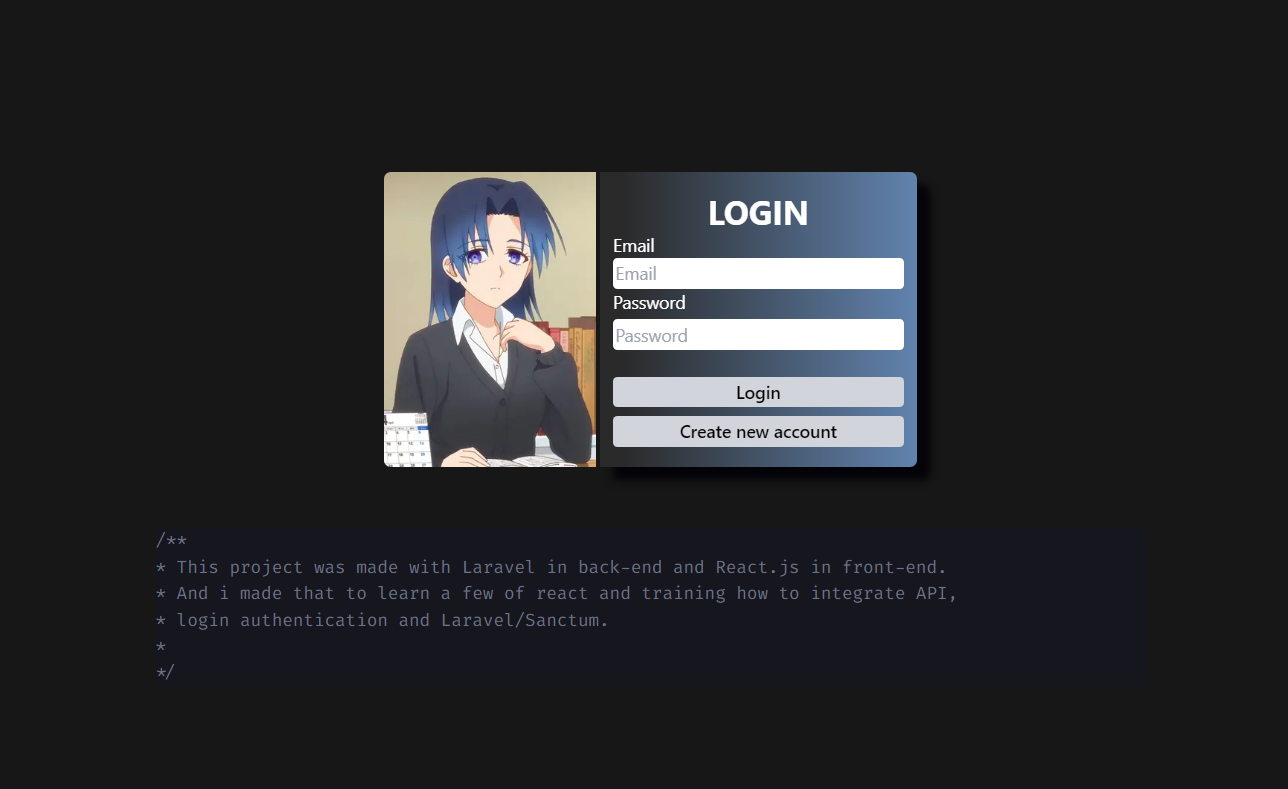 LOGIN
Email
Email
Password
Password
Login
Create new account
/**
* This project was made with Laravel in back-end and React.js in front-end.
* And i made that to learn a few of react and training how to integrate API,
* login authentication and Laravel/Sanctum.
*
*/